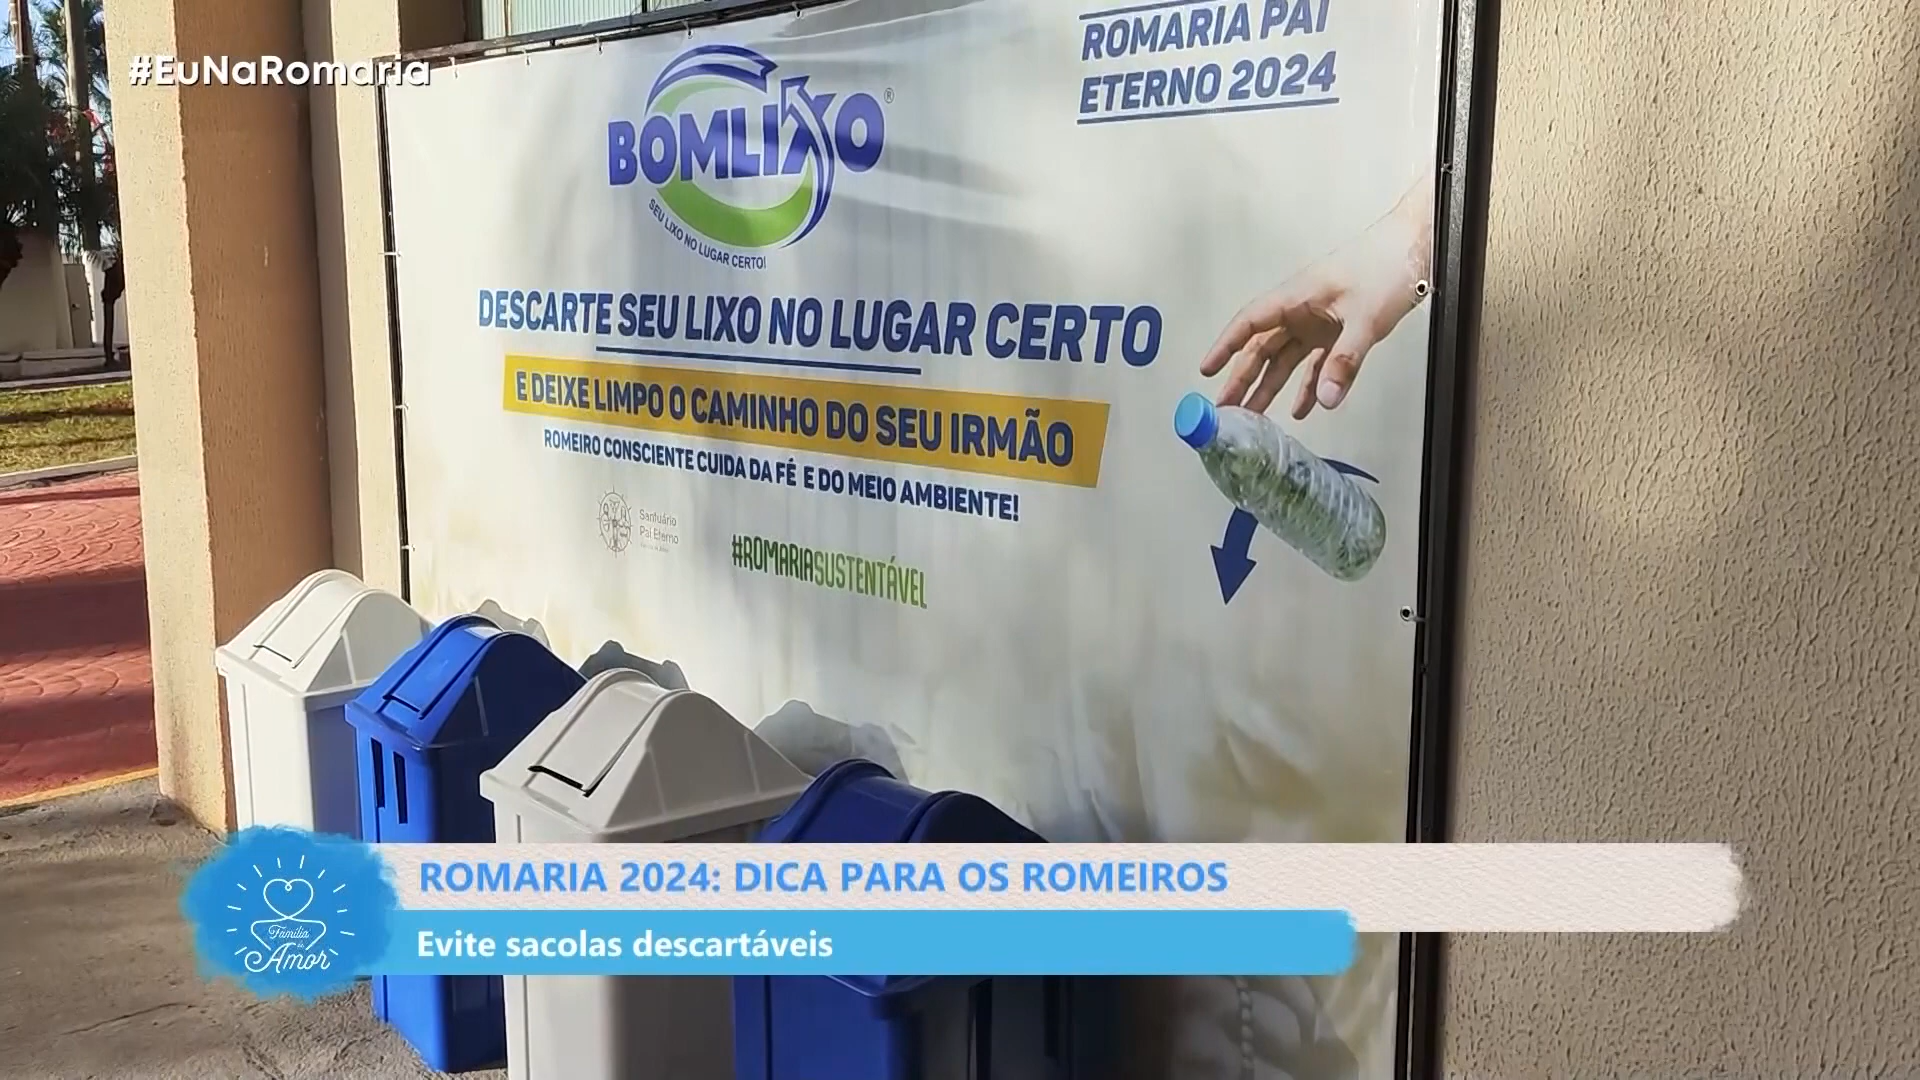 #EuNaRomaria
ROMARIA PAI
ETERNO 2024
BOMLIXO®
SEU LIXO NO LUGAR CERTO!
DESCARTE SEU LIXO NO LUGAR CERTO
E DEIXE LIMPO O CAMINHO DO SEU IRMÃO
ROMEIRO CONSCIENTE CUIDA DA FÉ E DO MEIO AMBIENTE!
Santuário
Pai Eterno
#ROMARIASUSTENTÁVEL
ROMARIA 2024: DICA PARA OS ROMEIROS
Evite sacolas descartáveis
Família
de
Amor